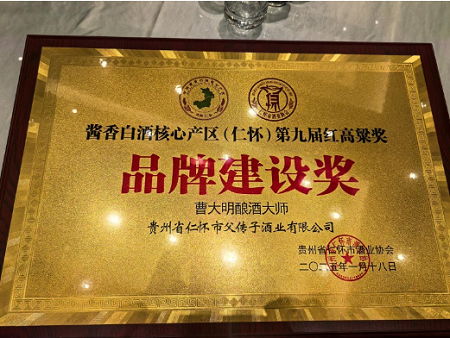 酱香白酒核心产区(仁怀)第九届红高粱奖
品牌建设奖
曹大明酿酒大师
贵州省仁怀市父传子酒业有限公司
贵州省仁怀市酒业协会
二〇二五年一月十八日